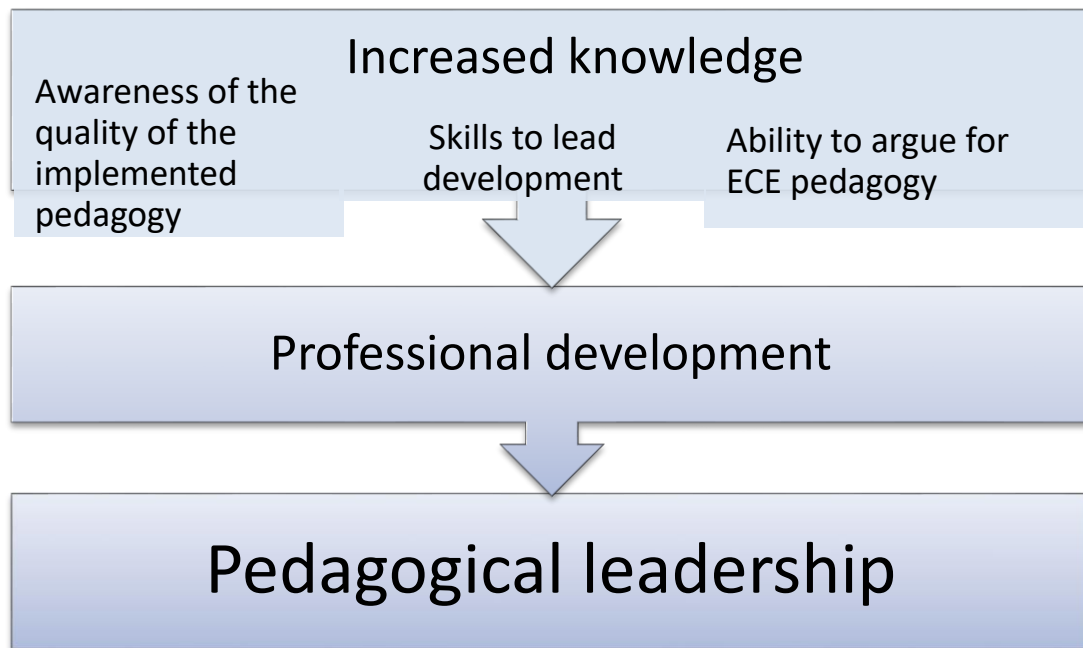 Increased knowledge
Awareness of the
quality of the
implemented
pedagogy
Skills to lead
development
Ability to argue for
ECE pedagogy
Professional development
Pedagogical leadership